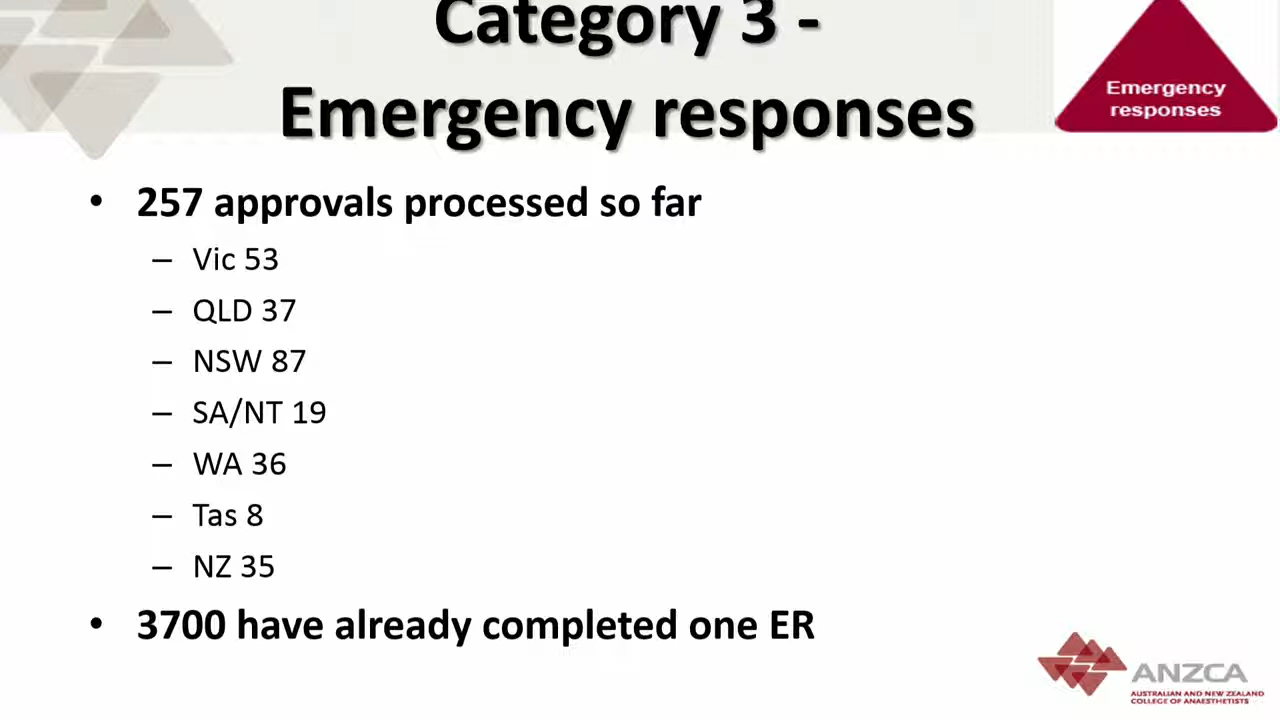 Category 3 -
Emergency responses
Emergency
responses
• 257 approvals processed so far
– Vic 53
– QLD 37
– NSW 87
– SA/NT 19
– WA 36
– Tas 8
– NZ 35
• 3700 have already completed one ER
ANZCA
AUSTRALIAN AND NEW ZEALAND
COLLEGE OF ANAESTHETISTS